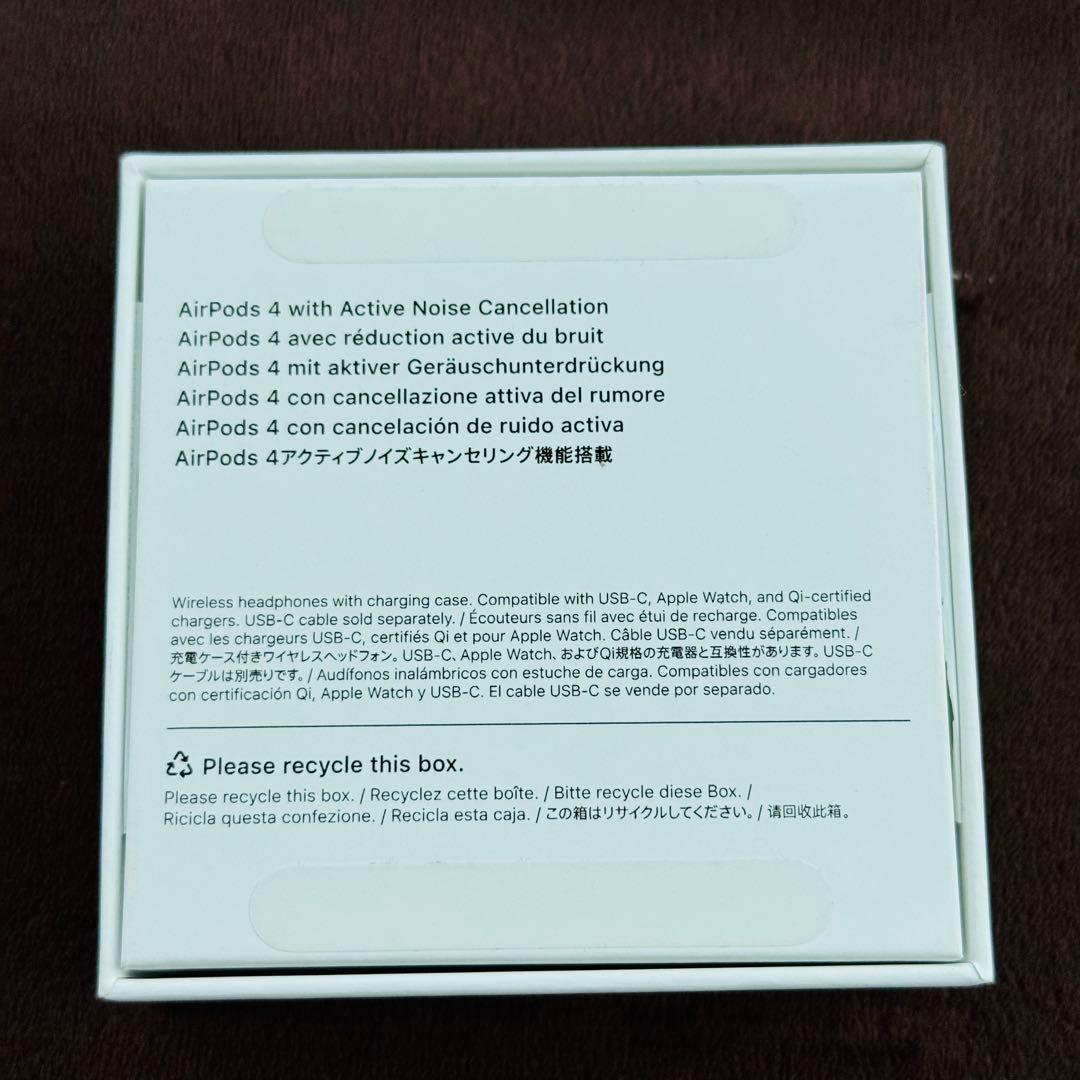 AirPods 4 with Active Noise Cancellation
AirPods 4 avec réduction active du bruit
AirPods 4 mit aktiver Geräuschunterdrückung
AirPods 4 con cancellazione attiva del rumore
AirPods 4 con cancelación de ruido activa
AirPods 4アクティブノイズキャンセリング機能搭載
Wireless headphones with charging case. Compatible with USB-C, Apple Watch, and Qi-certified
chargers. USB-C cable sold separately. / Écouteurs sans fil avec étui de recharge. Compatibles
avec les chargeurs USB-C, certifiés Qi et pour Apple Watch. Câble USB-C vendu séparément. /
充電ケース付きワイヤレスヘッドフォン。USB-C、Apple Watch、およびQi規格の充電器と互換性があります。USB-C
ケーブルは別売りです。/ Audífonos inalámbricos con estuche de carga. Compatibles con cargadores
con certificación Qi, Apple Watch y USB-C. El cable USB-C se vende por separado.
Please recycle this box.
Please recycle this box. / Recyclez cette boîte. / Bitte recycle diese Box. /
Ricicla questa confezione. / Recicla esta caja. / この箱はリサイクルしてください。/ 请回收此箱。